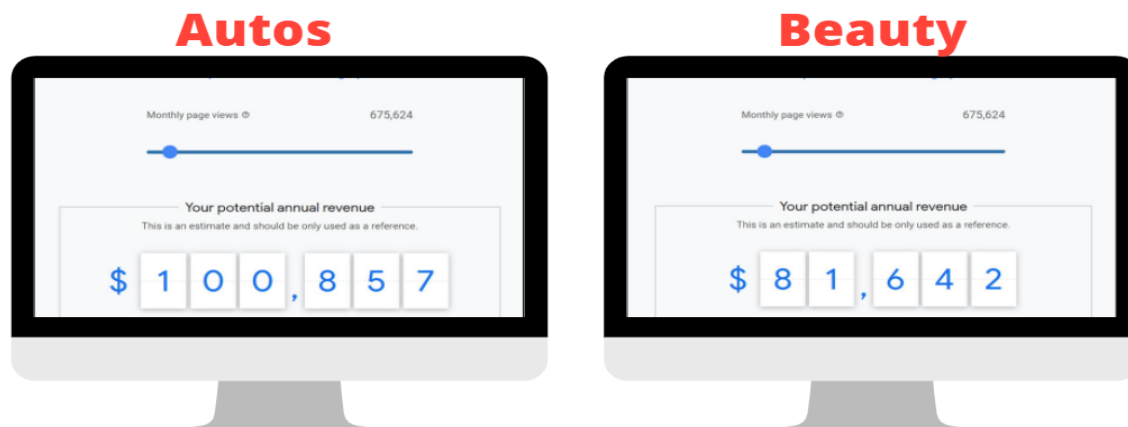 Autos
Monthly page views
675,624
Your potential annual revenue
This is an estimate and should be only used as a reference.
$ 100,857
Beauty
Monthly page views
675,624
Your potential annual revenue
This is an estimate and should be only used as a reference.
$ 81,642